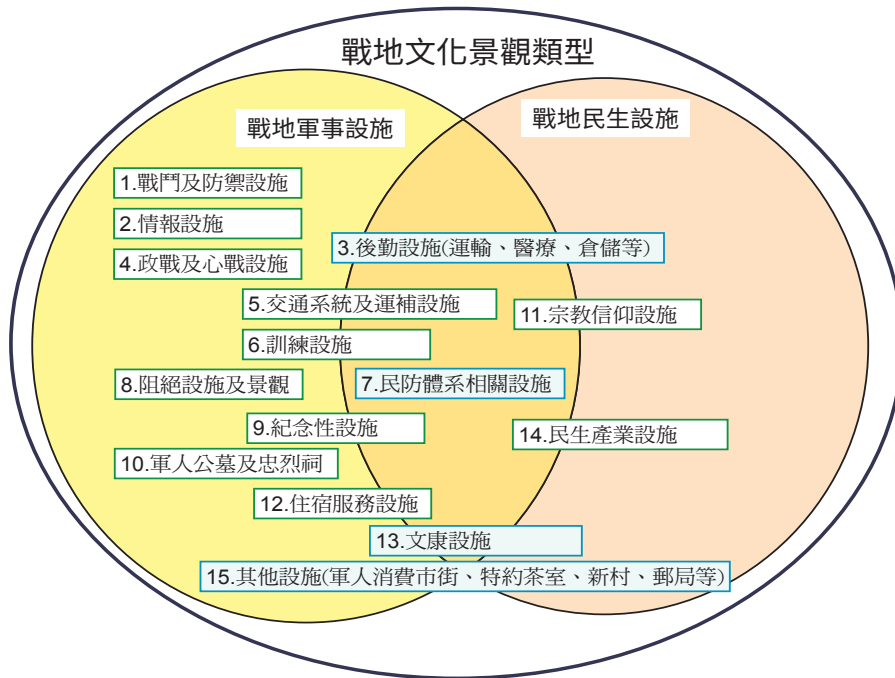 戰地文化景觀類型
戰地軍事設施
戰地民生設施
1.戰鬥及防禦設施
2.情報設施
3.後勤設施(運輸、醫療、倉儲等)
4.政戰及心戰設施
5.交通系統及運補設施
11.宗教信仰設施
6.訓練設施
8.阻絕設施及景觀
7.民防體系相關設施
9.紀念性設施
14.民生產業設施
10.軍人公墓及忠烈祠
12.住宿服務設施
13.文康設施
15.其他設施(軍人消費市街、特約茶室、新村、郵局等)